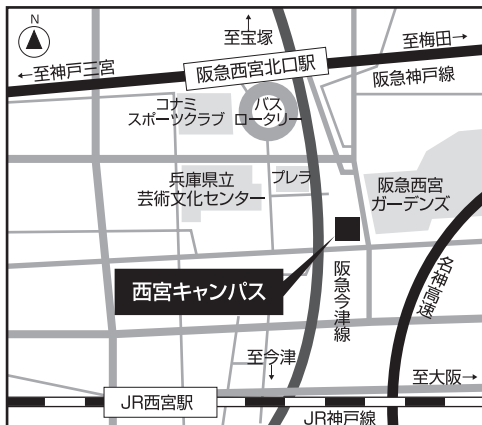 N
至宝塚
至梅田→
←至神戸三宮
阪急西宮北口駅
阪急神戸線
コナミ
スポーツクラブ
バス
ロータリー
兵庫県立
芸術文化センター
プレラ
阪急西宮
ガーデンズ
西宮キャンパス
阪急今津線
名神高速
至今津
至大阪→
JR西宮駅
JR神戸線